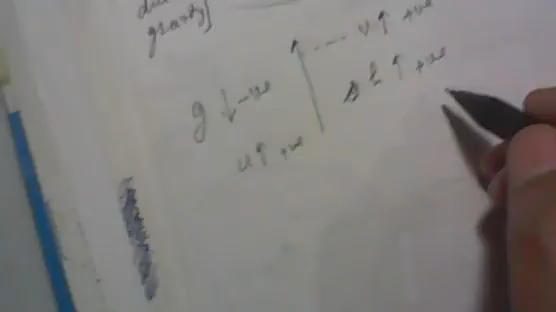 gravity]
v ↑ +ve
g ↓ -ve
h ↑ +ve
u ↑ +ve